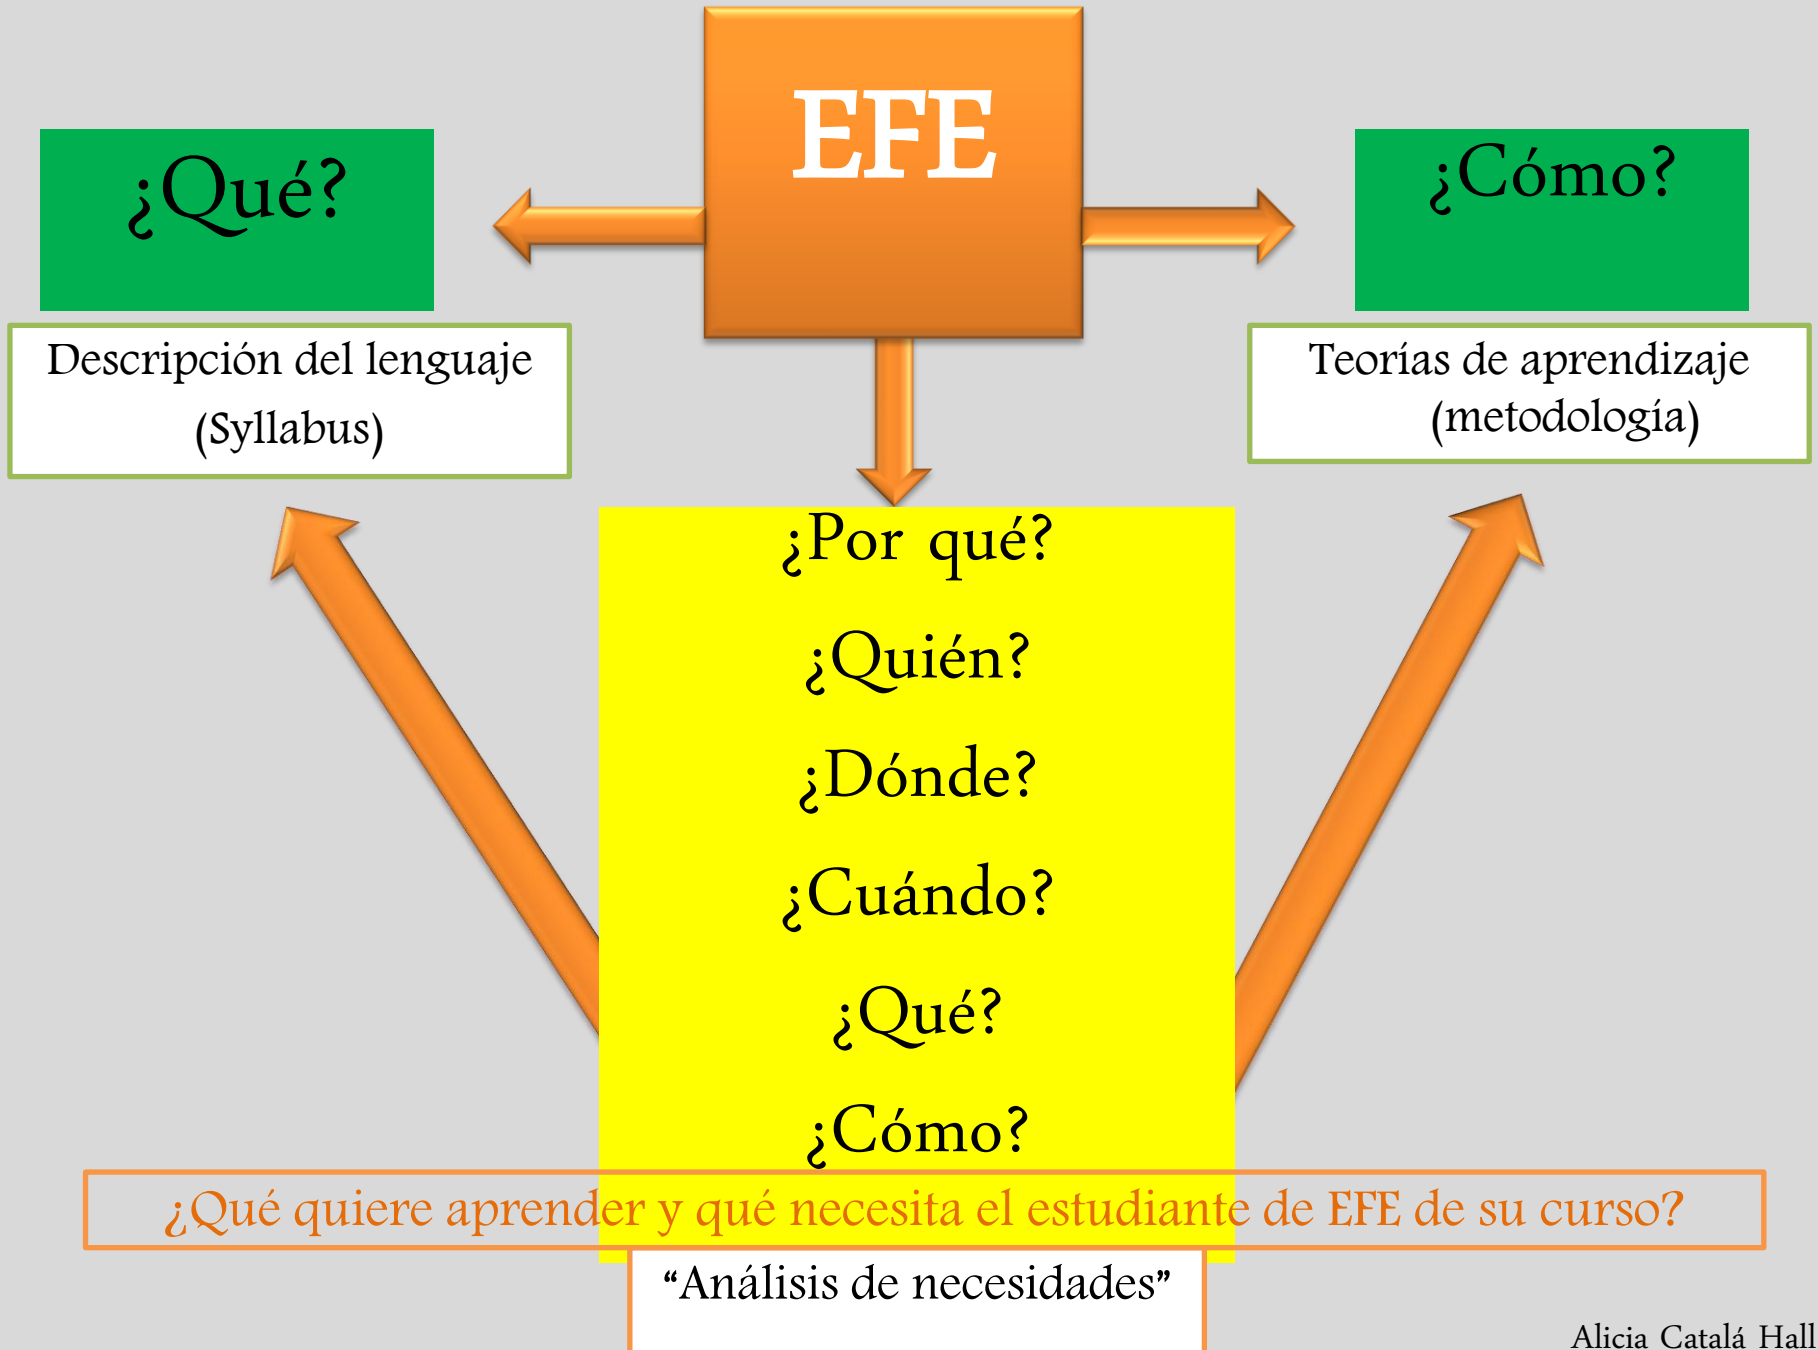 EFE
¿Qué?
¿Cómo?
Descripción del lenguaje
(Syllabus)
Teorías de aprendizaje
(metodología)
¿Por qué?
¿Quién?
¿Dónde?
¿Cuándo?
¿Qué?
¿Cómo?
¿Qué quiere aprender y qué necesita el estudiante de EFE de su curso?
“Análisis de necesidades”
Alicia Catalá Hall